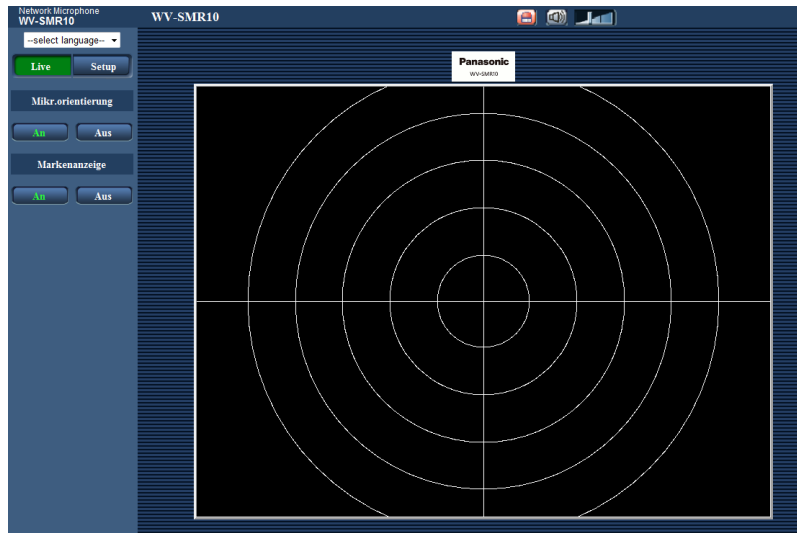 Network Microphone
WV-SMR10
WV-SMR10
--select language--
Live Setup
Panasonic
WV-SMR10
Mikr.orientierung
An Aus
Markenanzeige
An Aus